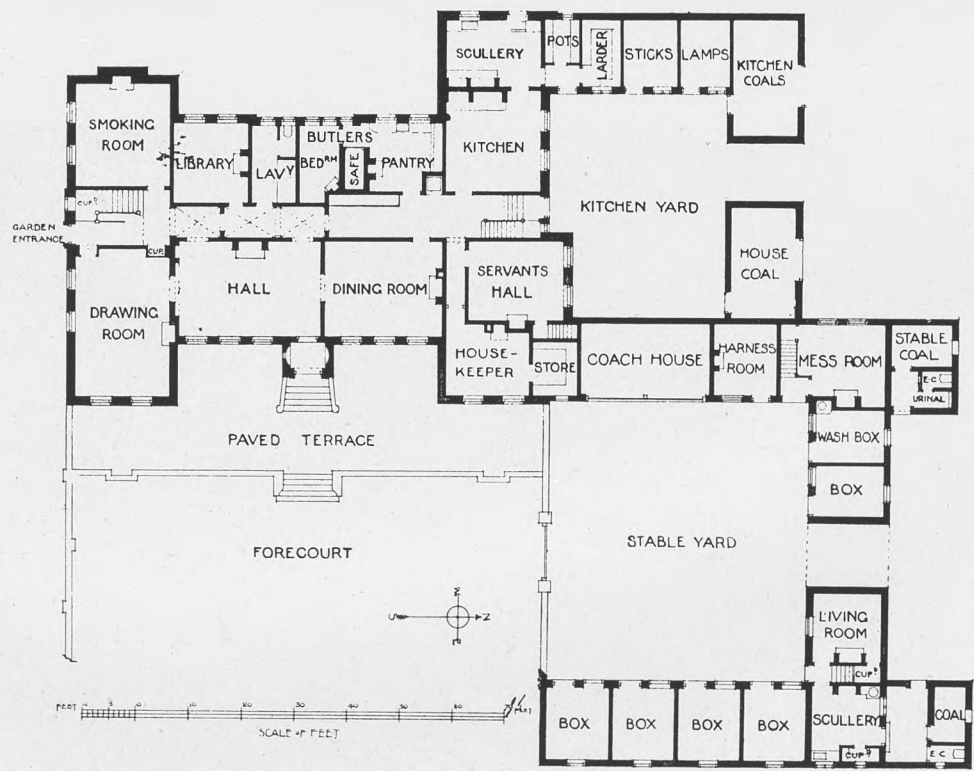 SCULLERY
POTS
LARDER
STICKS
LAMPS
KITCHEN
COALS
SMOKING
ROOM
LIBRARY
LAVY
BUTLERS
BEDRM
SAFE
PANTRY
KITCHEN
KITCHEN YARD
CUPD
GARDEN
ENTRANCE
CUP.
HOUSE
COAL
DRAWING
ROOM
HALL
DINING ROOM
SERVANTS
HALL
HOUSE-
KEEPER
STORE
COACH HOUSE
HARNESS
ROOM
MESS ROOM
STABLE
COAL
E.C
URINAL
WASH BOX
BOX
PAVED TERRACE
FORECOURT
STABLE YARD
S N
E
LIVING
ROOM
CUPD
BOX
BOX
BOX
BOX
SCULLERY
CUPD
COAL
E.C
FEET 5 10 20 30 40 50 60 FEET
SCALE OF FEET